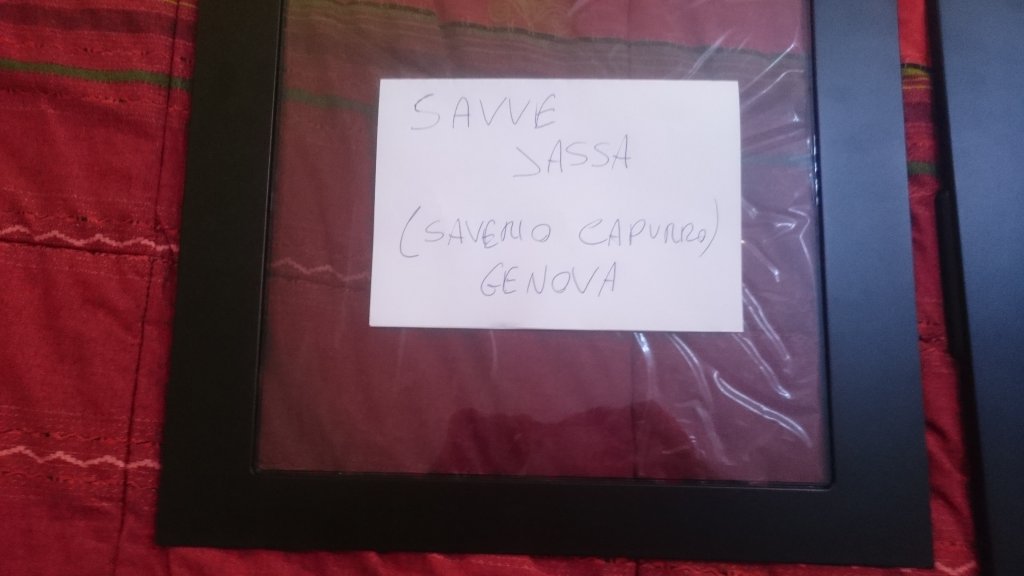 SAVVE
JASSA
(SAVERIO CAPURRO)
GENOVA